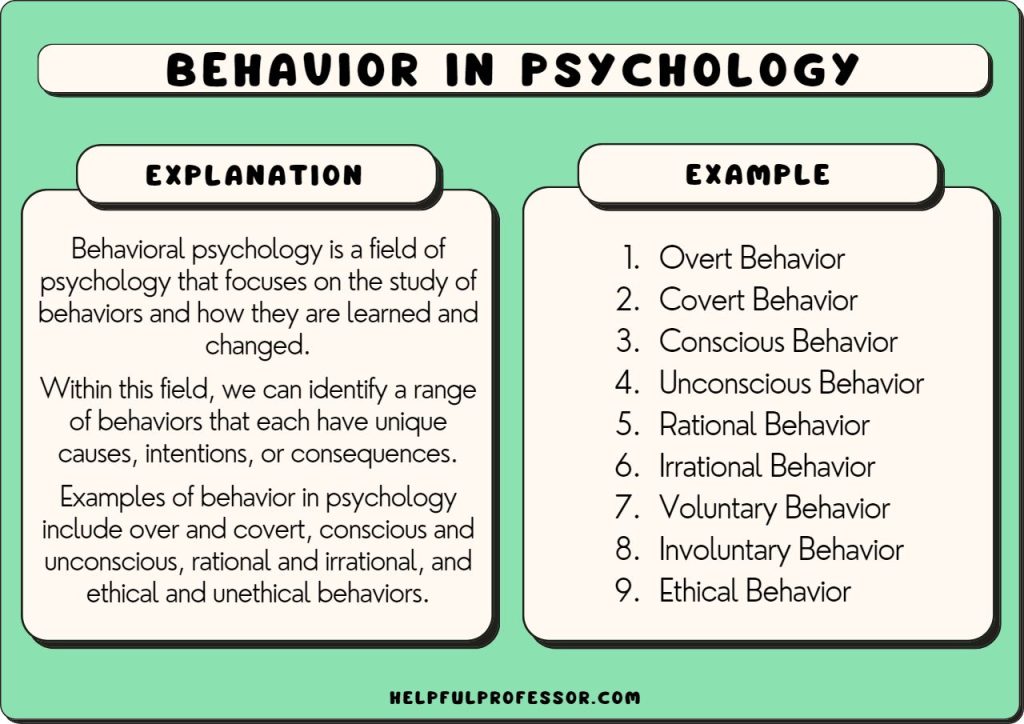 BEHAVIOR IN PSYCHOLOGY
EXPLANATION
Behavioral psychology is a field of
psychology that focuses on the study of
behaviors and how they are learned and
changed.
Within this field, we can identify a range
of behaviors that each have unique
causes, intentions, or consequences.
Examples of behavior in psychology
include over and covert, conscious and
unconscious, rational and irrational, and
ethical and unethical behaviors.
EXAMPLE
1. Overt Behavior
2. Covert Behavior
3. Conscious Behavior
4. Unconscious Behavior
5. Rational Behavior
6. Irrational Behavior
7. Voluntary Behavior
8. Involuntary Behavior
9. Ethical Behavior
HELPFULPROFESSOR.COM